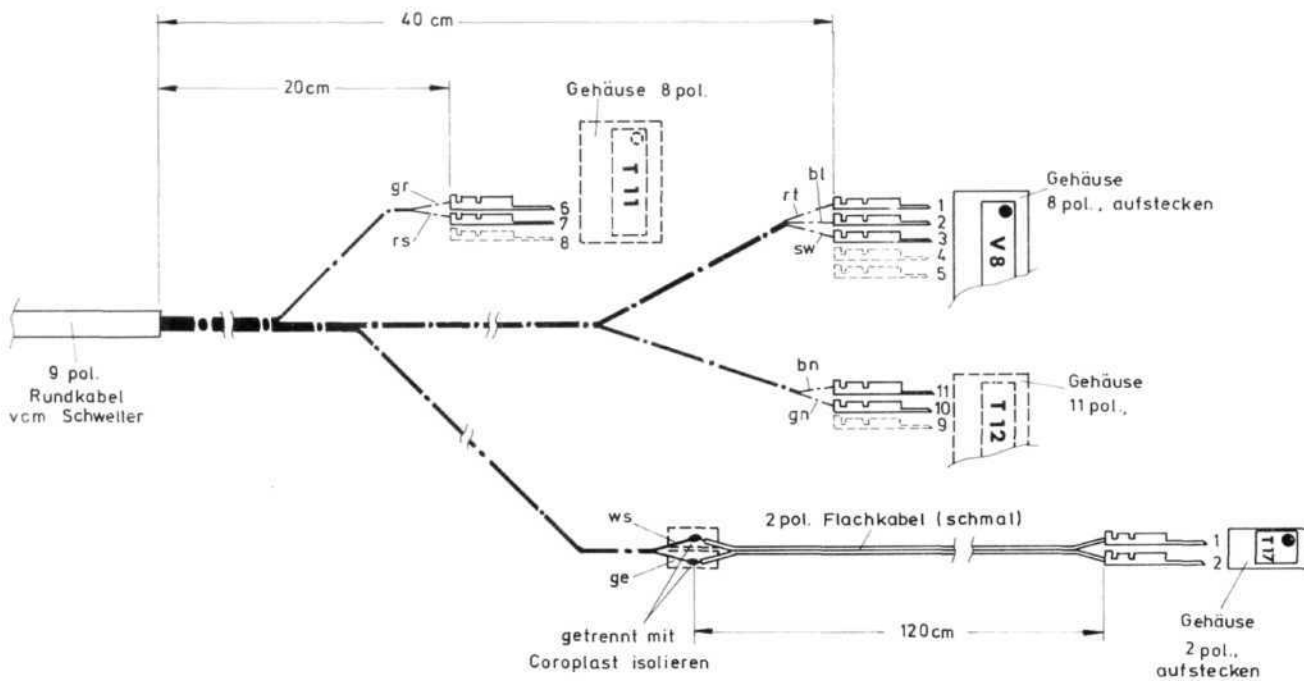 40 cm
20cm
Gehäuse 8 pol.
T 11
gr
rs
6
7
8
rt
bl
sw
1
2
3
4
5
V8
Gehäuse
8 pol., aufstecken
9 pol.
Rundkabel
vom Schweller
bn
gn
11
10
9
T 12
Gehäuse
11 pol.,
ws
ge
2 pol. Flachkabel (schmal)
1
2
T17
getrennt mit
Coroplast isolieren
120cm
Gehäuse
2 pol.,
aufstecken